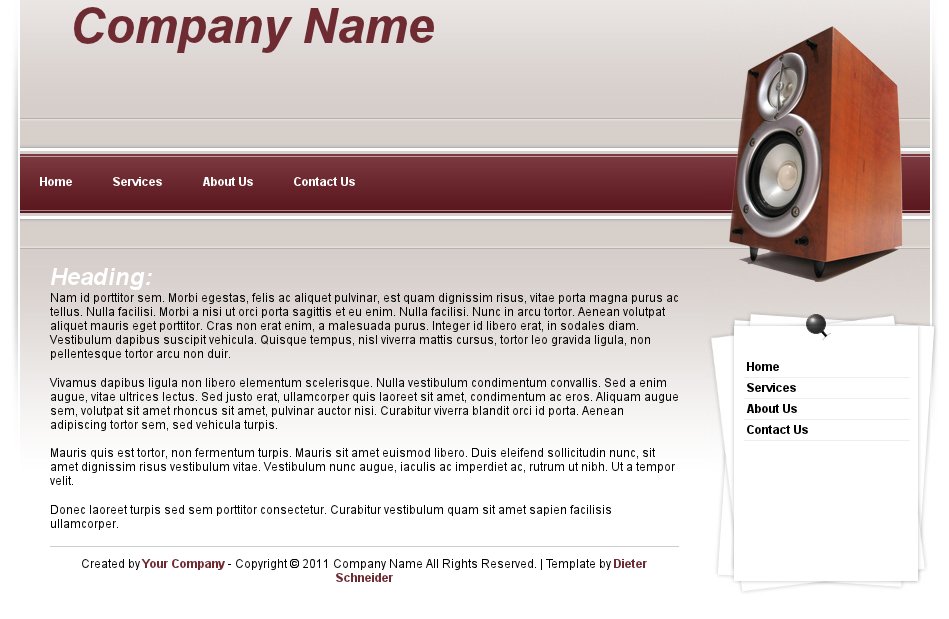 Company Name
Home Services About Us Contact Us
Heading:
Nam id porttitor sem. Morbi egestas, felis ac aliquet pulvinar, est quam dignissim risus, vitae porta magna purus ac
tellus. Nulla facilisi. Morbi a nisi ut orci porta sagittis et eu enim. Nulla facilisi. Nunc in arcu tortor. Aenean volutpat
aliquet mauris eget porttitor. Cras non erat enim, a malesuada purus. Integer id libero erat, in sodales diam.
Vestibulum dapibus suscipit vehicula. Quisque tempus, nisl viverra mattis cursus, tortor leo gravida ligula, non
pellentesque tortor arcu non duir.
Vivamus dapibus ligula non libero elementum scelerisque. Nulla vestibulum condimentum convallis. Sed a enim
augue, vitae ultrices lectus. Sed justo erat, ullamcorper quis laoreet sit amet, condimentum ac eros. Aliquam augue
sem, volutpat sit amet rhoncus sit amet, pulvinar auctor nisi. Curabitur viverra blandit orci id porta. Aenean
adipiscing tortor sem, sed vehicula turpis.
Mauris quis est tortor, non fermentum turpis. Mauris sit amet euismod libero. Duis eleifend sollicitudin nunc, sit
amet dignissim risus vestibulum vitae. Vestibulum nunc augue, iaculis ac imperdiet ac, rutrum ut nibh. Ut a tempor
velit.
Donec laoreet turpis sed sem porttitor consectetur. Curabitur vestibulum quam sit amet sapien facilisis
ullamcorper.
Created by Your Company - Copyright © 2011 Company Name All Rights Reserved. | Template by Dieter
Schneider
Home
Services
About Us
Contact Us